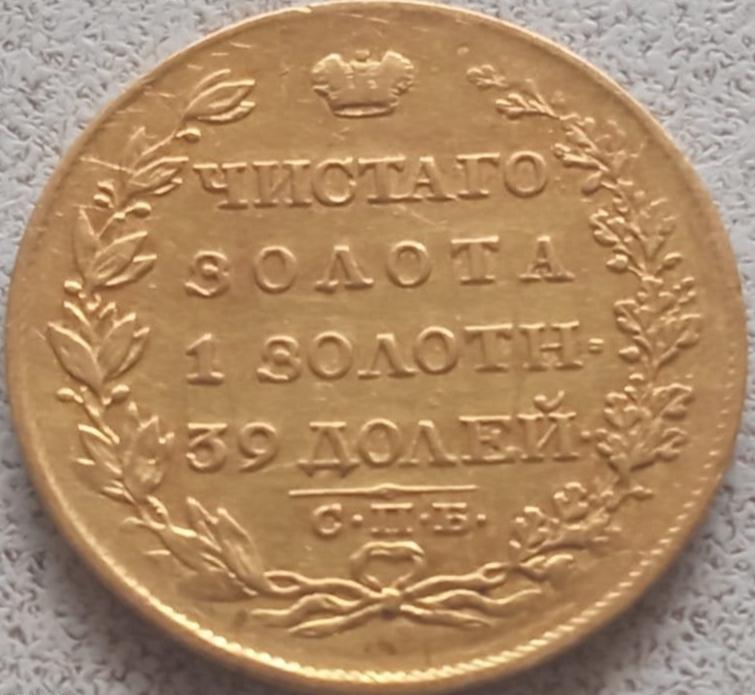 ЧИСТАГО
ЗОЛОТА
1 ЗОЛОТН=
39 ДОЛЕЙ·
С·П·Б·